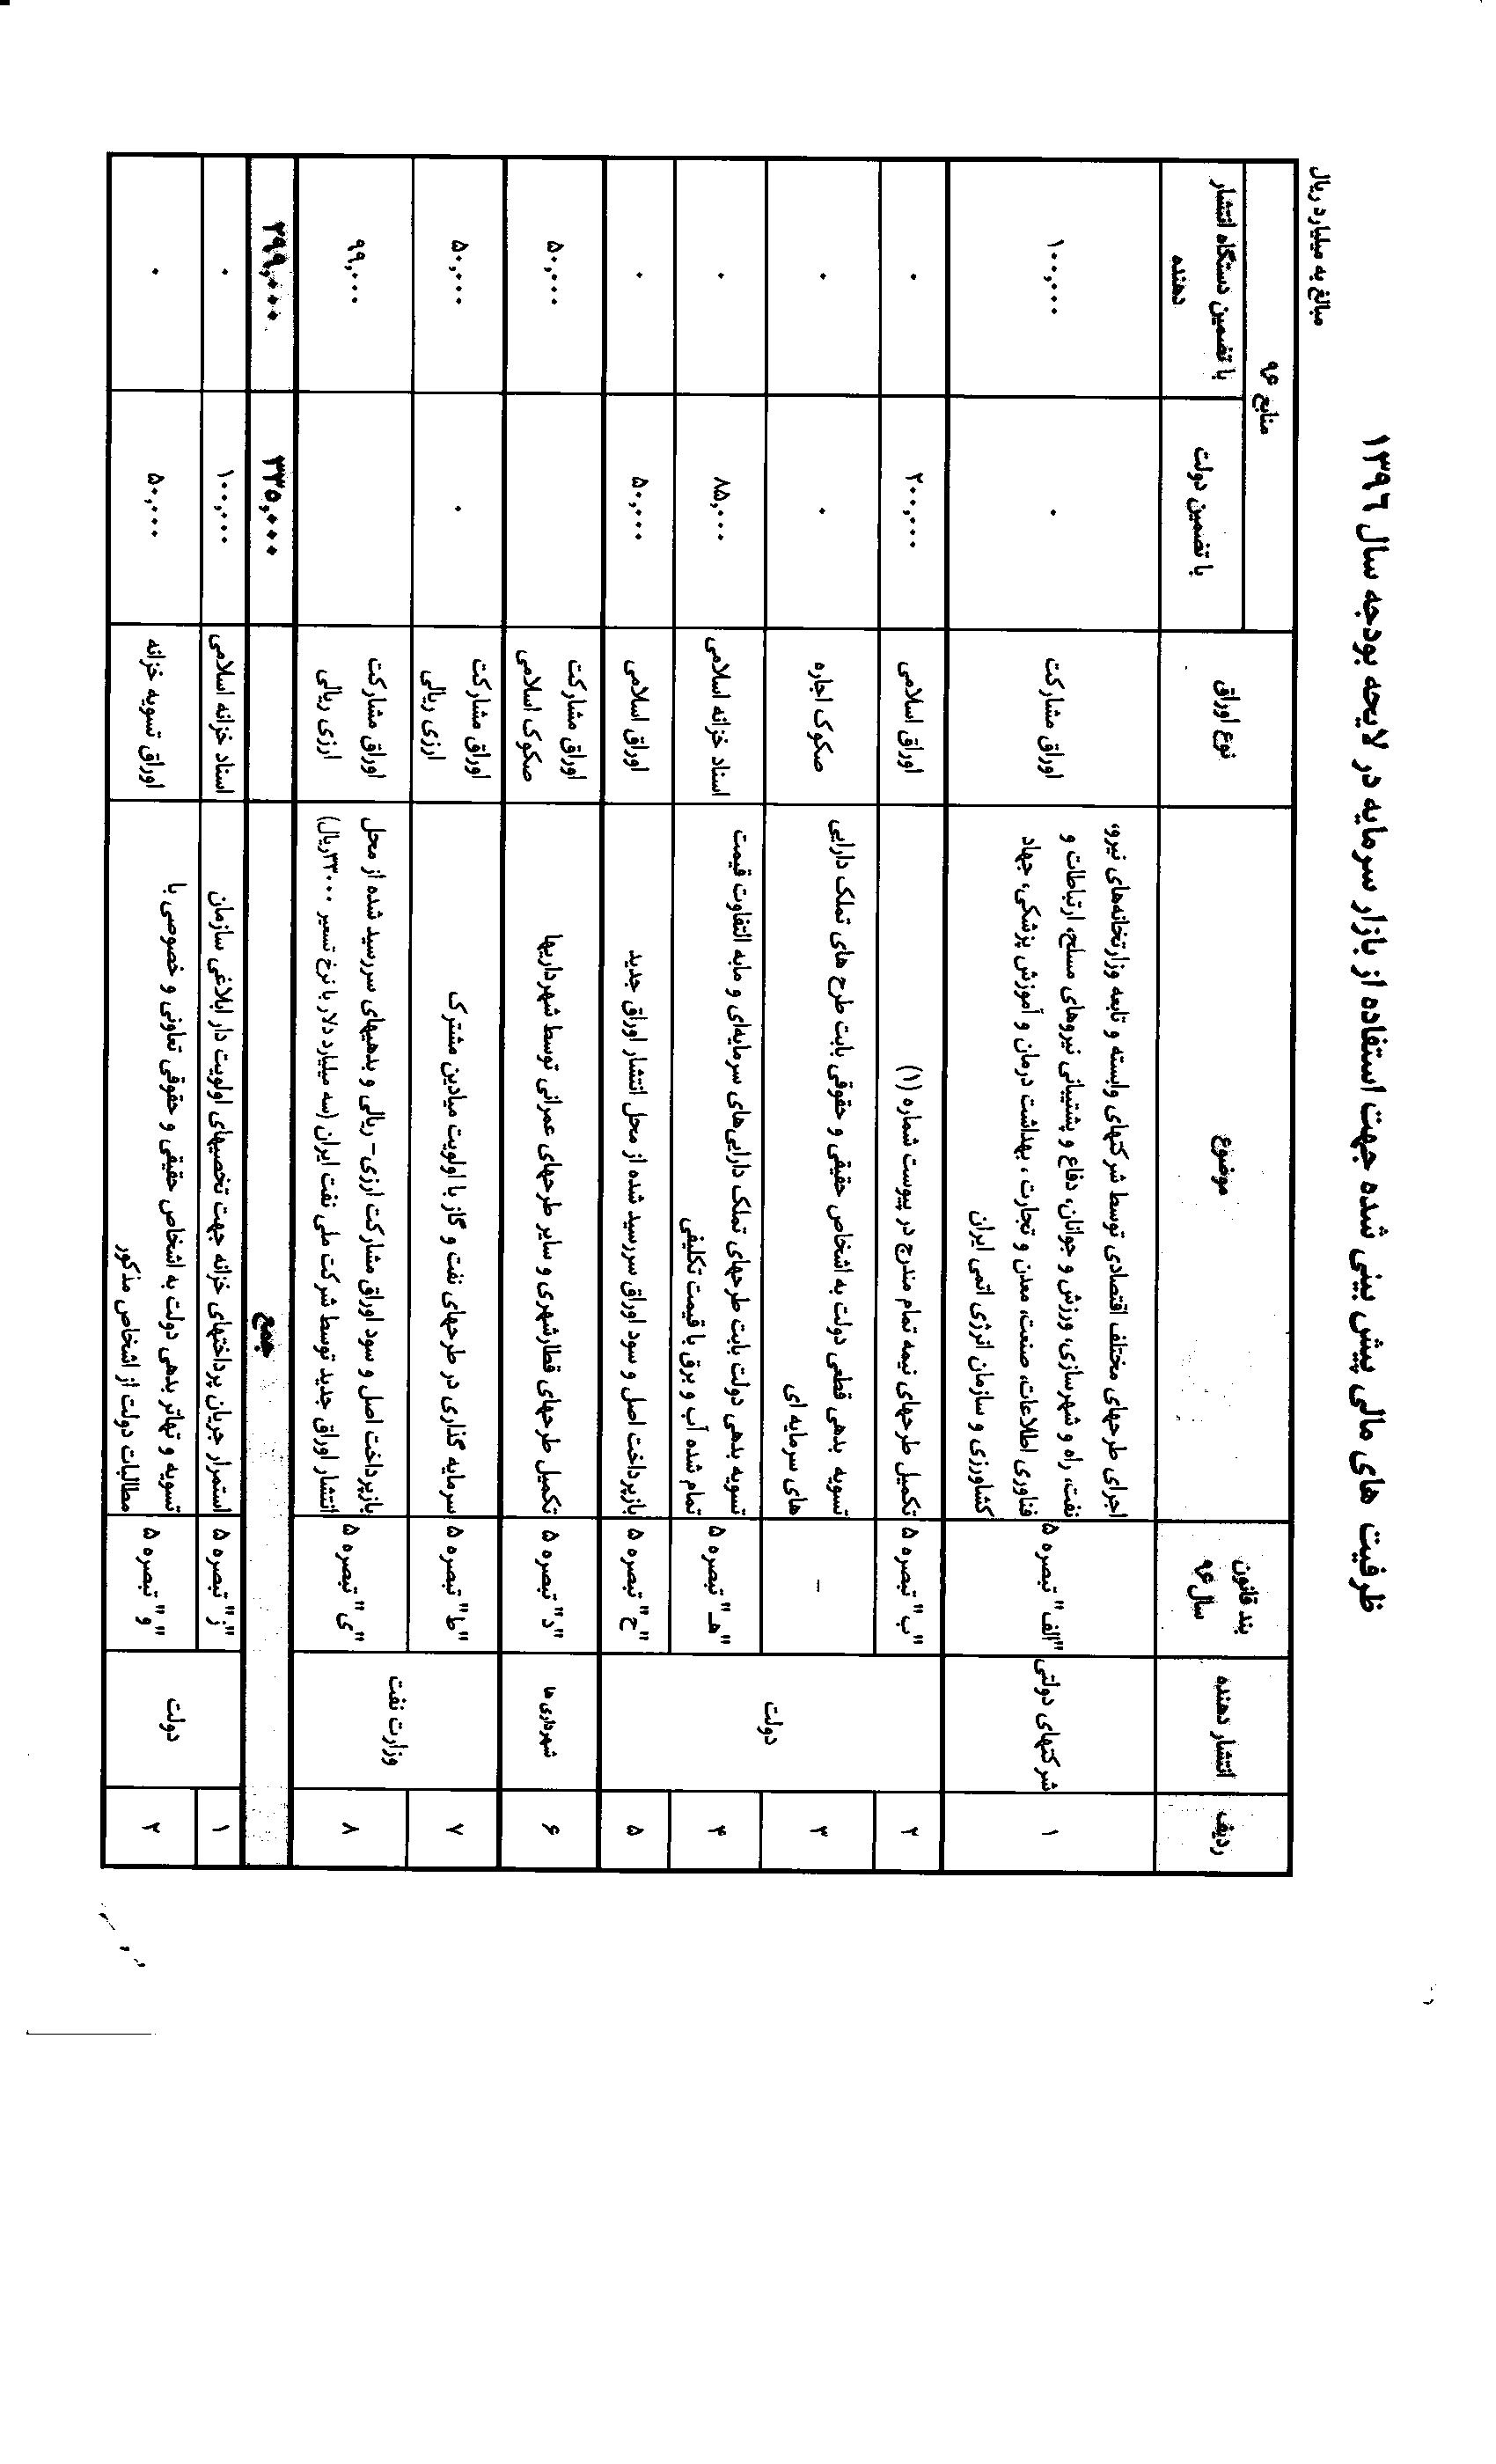 ظرفیت های مالی پیش بینی شده جهت استفاده از بازار سرمایه در لایحه بودجه سال ۱۳۹۶
مبالغ به میلیارد ریال
ردیف
انتشار دهنده
بند قانون
سال ۹۶
موضوع
نوع اوراق
منابع ۹۶
با تضمین دولت
با تضمین دستگاه انتشار
دهنده
۱
شرکتهای دولتی
"الف" تبصره ۵
اجرای طرحهای مختلف اقتصادی توسط شرکتهای وابسته و تابعه وزارتخانه‌های نیرو،
نفت، راه و شهرسازی، ورزش و جوانان، دفاع و پشتیبانی نیروهای مسلح، ارتباطات و
فناوری اطلاعات، صنعت، معدن و تجارت ، بهداشت درمان و آموزش پزشکی، جهاد
کشاورزی و سازمان انرژی اتمی ایران
اوراق مشارکت
۰
۱۰۰,۰۰۰
۲
دولت
"ب" تبصره ۵
تکمیل طرحهای نیمه تمام مندرج در پیوست شماره (۱)
اوراق اسلامی
۲۰۰,۰۰۰
۰
۳
–
تسویه بدهی قطعی دولت به اشخاص حقیقی و حقوقی بابت طرح های تملک دارایی
های سرمایه ای
صکوک اجاره
۰
۰
۴
"هـ" تبصره ۵
تسویه بدهی دولت بابت طرحهای تملک دارایی‌های سرمایه‌ای و مابه التفاوت قیمت
تمام شده آب و برق با قیمت تکلیفی
اسناد خزانه اسلامی
۸۵,۰۰۰
۰
۵
"ح" تبصره ۵
بازپرداخت اصل و سود اوراق سررسید شده از محل انتشار اوراق جدید
اوراق اسلامی
۵۰,۰۰۰
۰
۶
شهرداری ها
"د" تبصره ۵
تکمیل طرحهای قطارشهری و سایر طرحهای عمرانی توسط شهرداریها
اوراق مشارکت
صکوک اسلامی
۵۰,۰۰۰
۷
وزارت نفت
"ط" تبصره ۵
سرمایه گذاری در طرحهای نفت و گاز با اولویت میادین مشترک
اوراق مشارکت
ارزی ریالی
۰
۵۰,۰۰۰
۸
"ی" تبصره ۵
بازپرداخت اصل و سود اوراق مشارکت ارزی- ریالی و بدهیهای سررسید شده از محل
انتشار اوراق جدید توسط شرکت ملی نفت ایران (سه میلیارد دلار با نرخ تسعیر ۳۳۰۰۰ریال)
اوراق مشارکت
ارزی ریالی
۹۹,۰۰۰
جمع
۳۳۵,۰۰۰
۲۹۹,۰۰۰
۱
دولت
"ز" تبصره ۵
استمرار جریان پرداختهای خزانه جهت تخصیهای اولویت دار ابلاغی سازمان
اسناد خزانه اسلامی
۱۰۰,۰۰۰
۰
۲
"و" تبصره ۵
تسویه و تهاتر بدهی دولت به اشخاص حقیقی و حقوقی تعاونی و خصوصی با
مطالبات دولت از اشخاص مذکور
اوراق تسویه خزانه
۵۰,۰۰۰
۰